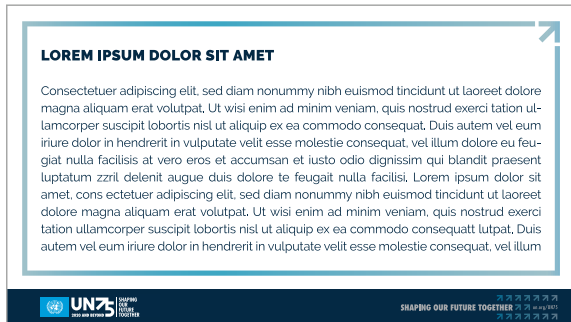 LOREM IPSUM DOLOR SIT AMET
Consectetuer adipiscing elit, sed diam nonummy nibh euismod tincidunt ut laoreet dolore
magna aliquam erat volutpat. Ut wisi enim ad minim veniam, quis nostrud exerci tation ul-
lamcorper suscipit lobortis nisl ut aliquip ex ea commodo consequat. Duis autem vel eum
iriure dolor in hendrerit in vulputate velit esse molestie consequat, vel illum dolore eu feu-
giat nulla facilisis at vero eros et accumsan et iusto odio dignissim qui blandit praesent
luptatum zzril delenit augue duis dolore te feugait nulla facilisi. Lorem ipsum dolor sit
amet, cons ectetuer adipiscing elit, sed diam nonummy nibh euismod tincidunt ut laoreet
dolore magna aliquam erat volutpat. Ut wisi enim ad minim veniam, quis nostrud exerci
tation ullamcorper suscipit lobortis nisl ut aliquip ex ea commodo consequatt lutpat. Duis
autem vel eum iriure dolor in hendrerit in vulputate velit esse molestie consequat, vel illum
UN75
2020 AND BEYOND
SHAPING
OUR FUTURE
TOGETHER
SHAPING OUR FUTURE TOGETHER
un.org/UN75